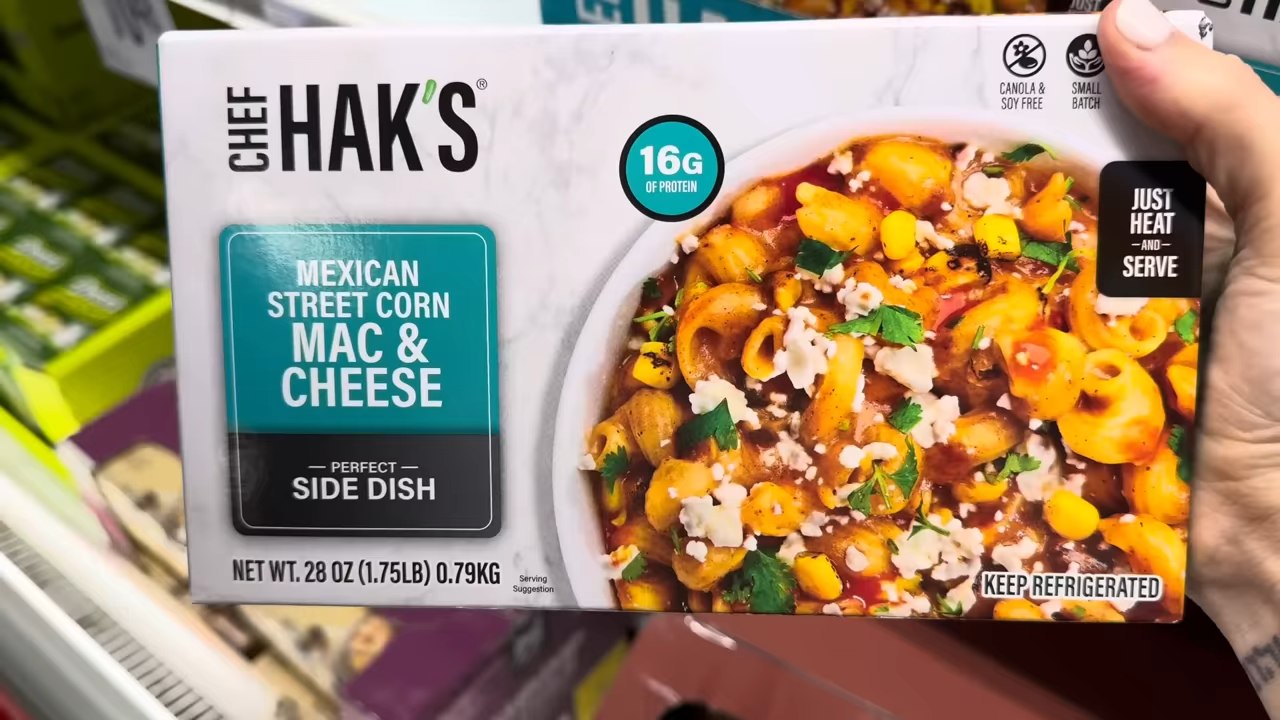 CHEF
HAK'S®
16G
OF PROTEIN
CANOLA &
SOY FREE
SMALL
BATCH
JUST
HEAT
—AND—
SERVE
MEXICAN
STREET CORN
MAC &
CHEESE
— PERFECT —
SIDE DISH
NET WT. 28 OZ (1.75LB) 0.79KG
Serving
Suggestion
KEEP REFRIGERATED